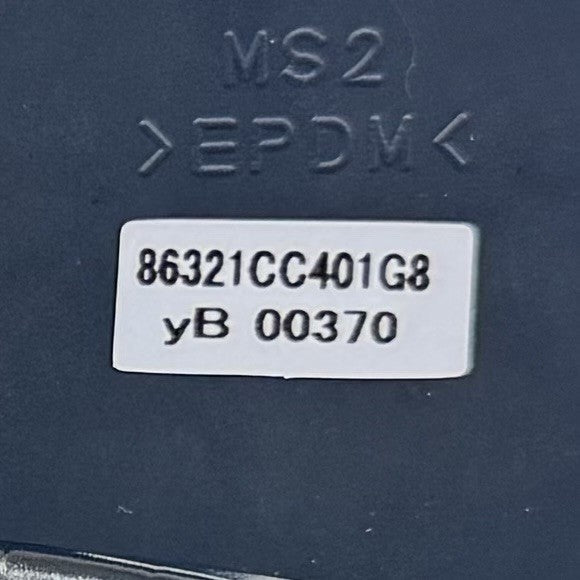 MS2
>EPDM<
86321CC401G8
yB 00370